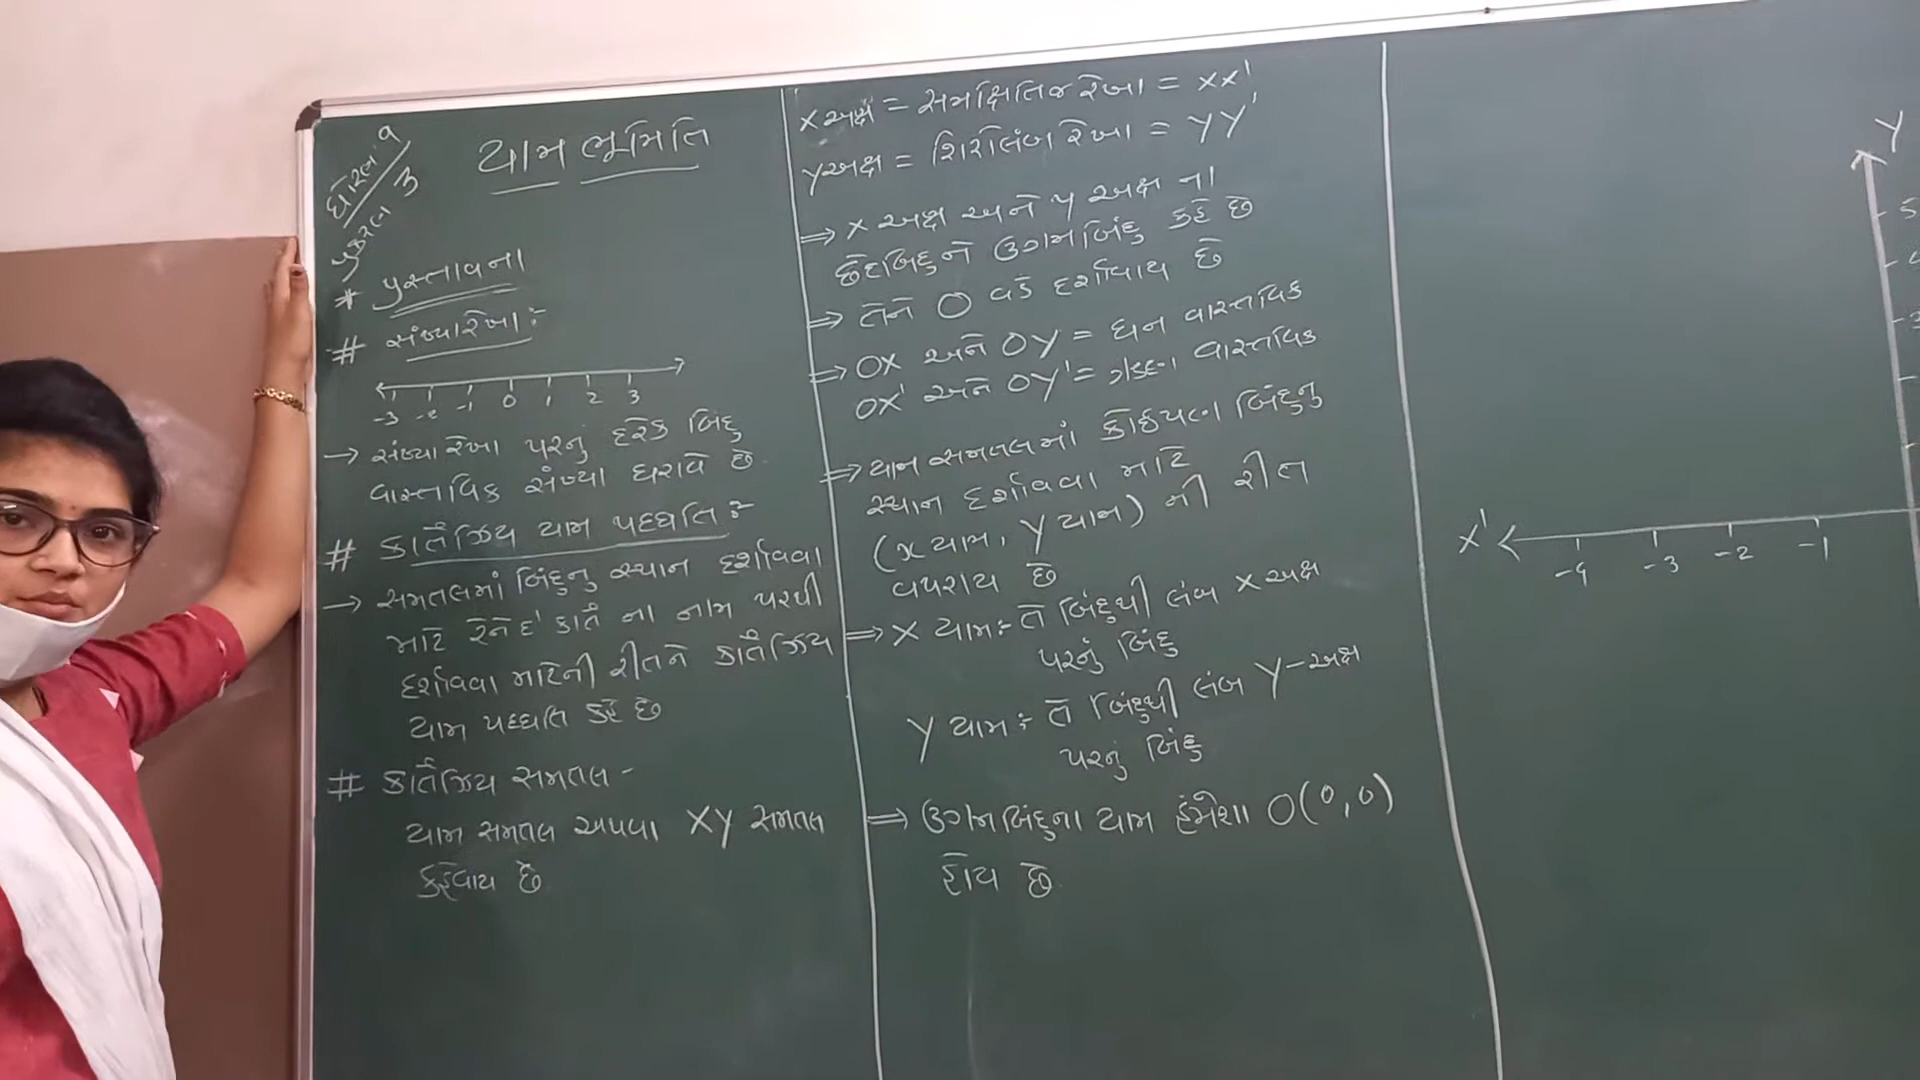 ધોરણ ૯
પ્રકરણ 3
યામ ભૂમિતિ
* પ્રસ્તાવના
# સંખ્યારેખા :-
-3 -2 -1 0 1 2 3
→ સંખ્યા રેખા પરનું દરેક બિંદુ
વાસ્તવિક સંખ્યા ધરાવે છે
# કાર્તેઝિય યામ પદ્ધતિ :-
→ સમતલમાં બિંદુનુ સ્થાન દર્શાવવા
માટે રેને દ' કાર્તે ના નામ પરથી
દર્શાવવા માટેની રીતને કાર્તેઝિય
યામ પદ્ધતિ કહે છે
# કાર્તેઝિય સમતલ -
યામ સમતલ અથવા XY સમતલ
કહેવાય છે
X અક્ષ = સમક્ષિતિજ રેખા = XX'
Y અક્ષ = શિરોલંબ રેખા = YY'
⇒ X અક્ષ અને Y અક્ષ ના
છેદબિંદુને ઉગમબિંદુ કહે છે
⇒ તેને O વડે દર્શાવાય છે
⇒ OX અને OY = ધન વાસ્તવિક
OX' અને OY' = ઋણ વાસ્તવિક
⇒ યામ સમતલમાં કોઈપણ બિંદુનુ
સ્થાન દર્શાવવા માટે
(x યામ, y યામ) ની રીત
વપરાય છે
⇒ X યામ :- તે બિંદુથી લંબ X અક્ષ
પરનું બિંદુ
Y યામ :- તે બિંદુથી લંબ Y-અક્ષ
પરનું બિંદુ
⇒ ઉગમબિંદુના યામ હંમેશા O(0,0)
હોય છે
Y
5
X'
-4 -3 -2 -1